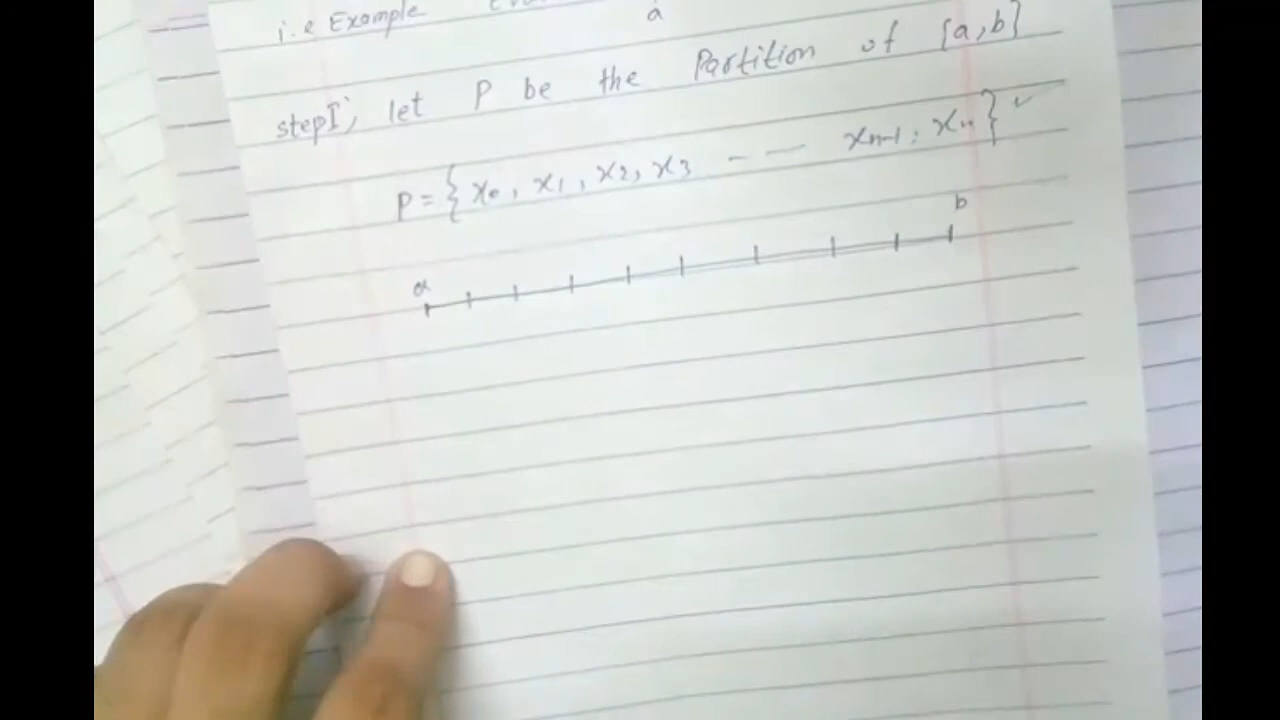 i.e Example
a
step I, let P be the Partition of [a,b]
P = { x₀, x₁, x₂, x₃ - - - xₙ₋₁, xₙ} ✓
a b